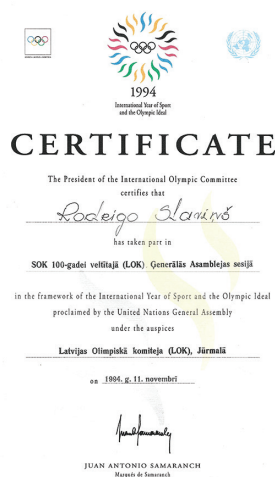 1994
International Year of Sport
and the Olympic Ideal
CERTIFICATE
The President of the International Olympic Committee
certifies that
Rodrigo Slaviņš
has taken part in
SOK 100-gadei veltītajā (LOK) Ģenerālās Asamblejas sesijā
in the framework of the International Year of Sport and the Olympic Ideal
proclaimed by the United Nations General Assembly
under the auspices
Latvijas Olimpiskā komiteja (LOK), Jūrmalā
on 1994. g. 11. novembrī
JUAN ANTONIO SAMARANCH
Marqués de Samaranch